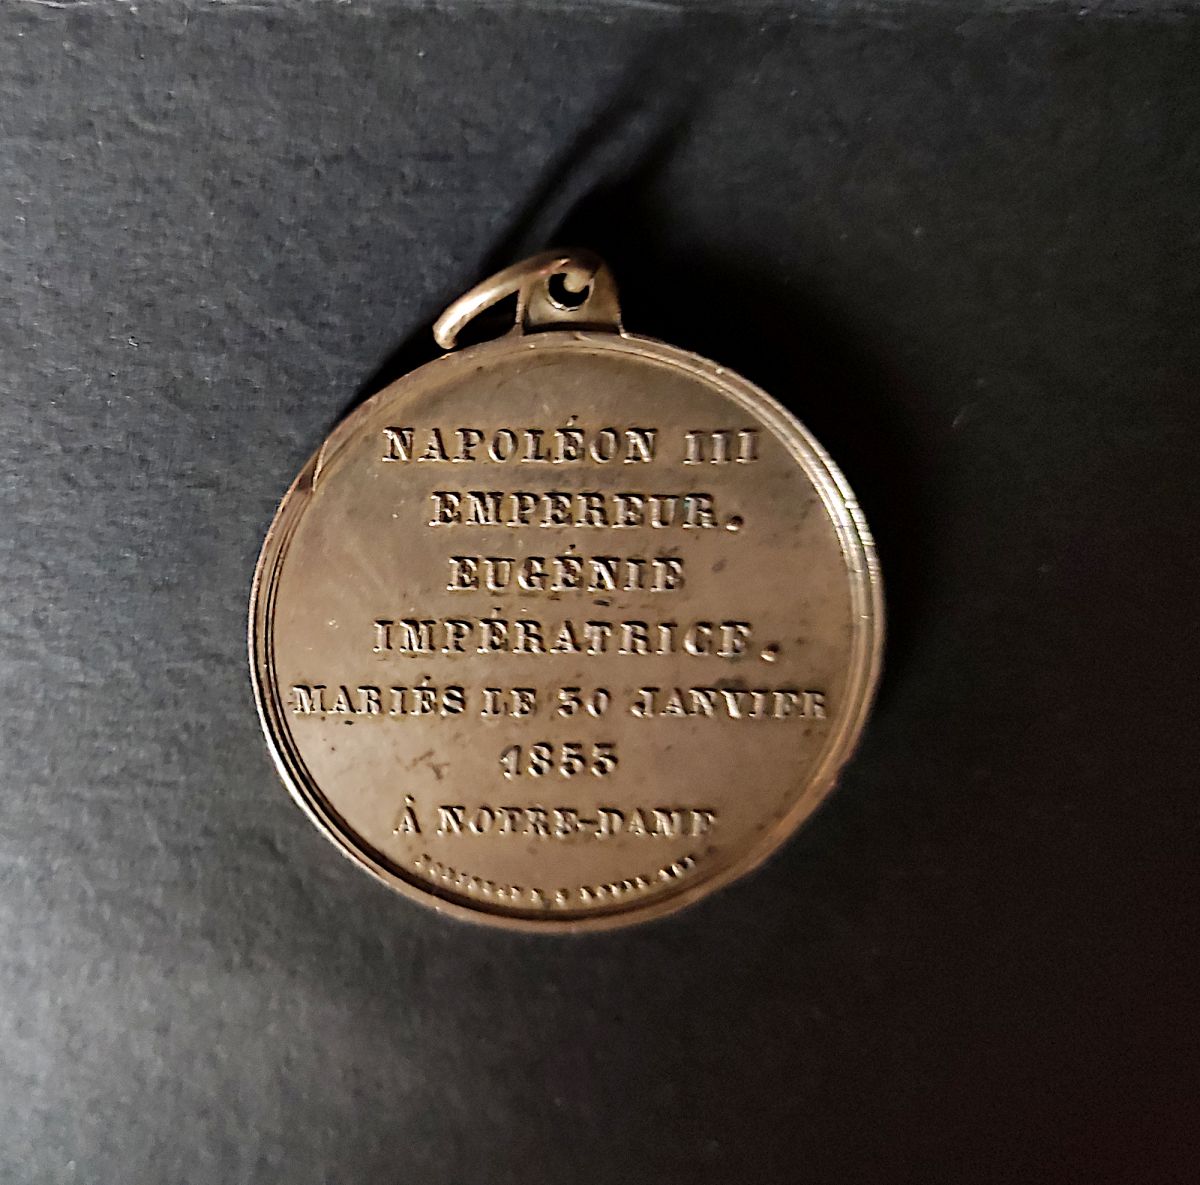 NAPOLÉON III
EMPEREUR.
EUGÉNIE
IMPÉRATRICE.
MARIÉS LE 30 JANVIER
1853
À NOTRE-DAME